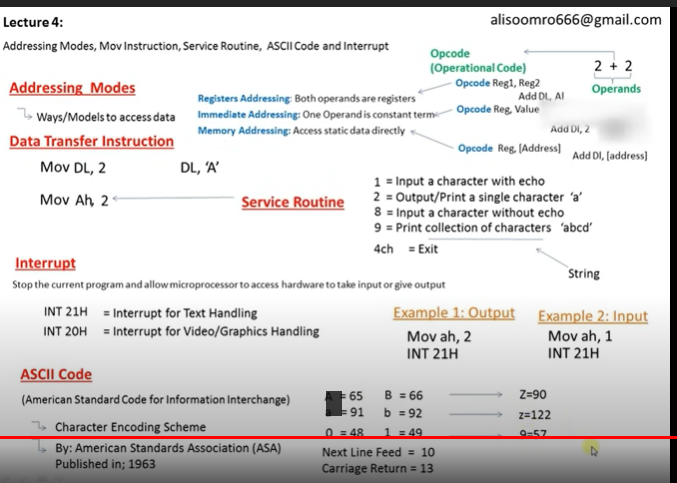 Lecture 4:
alisoomro666@gmail.com
Addressing Modes, Mov Instruction, Service Routine, ASCII Code and Interrupt
Opcode
(Operational Code)
2 + 2
Operands
Addressing Modes
Ways/Models to access data
Registers Addressing: Both operands are registers
Opcode Reg1, Reg2
Add DL, Al
Immediate Addressing: One Operand is constant term
Opcode Reg, Value
Add DI, 2
Memory Addressing: Access static data directly
Opcode Reg, [Address]
Add DI, [address]
Data Transfer Instruction
Mov DL, 2
DL, ‘A’
Mov Ah, 2
Service Routine
1 = Input a character with echo
2 = Output/Print a single character ‘a’
8 = Input a character without echo
9 = Print collection of characters ‘abcd’
4ch = Exit
String
Interrupt
Stop the current program and allow microprocessor to access hardware to take input or give output
INT 21H = Interrupt for Text Handling
INT 20H = Interrupt for Video/Graphics Handling
Example 1: Output
Mov ah, 2
INT 21H
Example 2: Input
Mov ah, 1
INT 21H
ASCII Code
(American Standard Code for Information Interchange)
Character Encoding Scheme
By: American Standards Association (ASA)
Published in; 1963
= 65 B = 66 Z=90
= 91 b = 92 z=122
0 = 48 1 = 49 9=57
Next Line Feed = 10
Carriage Return = 13